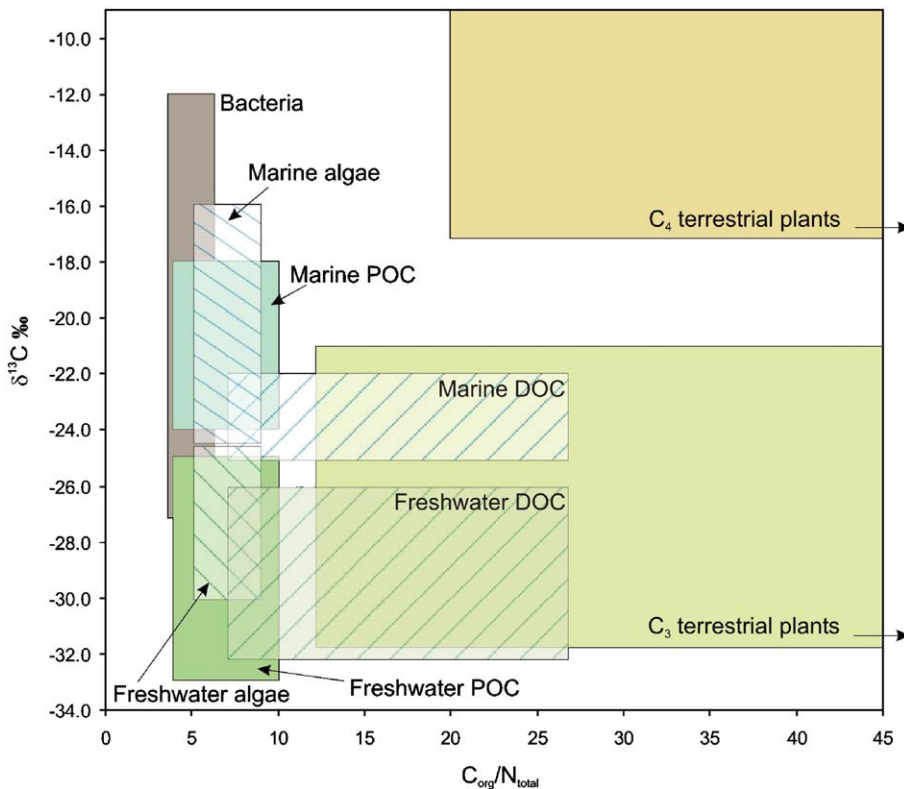 -10.0
-12.0
-14.0
-16.0
-18.0
-20.0
-22.0
-24.0
-26.0
-28.0
-30.0
-32.0
-34.0
δ¹³C ‰
Bacteria
Marine algae
Marine POC
C₄ terrestrial plants
Marine DOC
Freshwater DOC
C₃ terrestrial plants
Freshwater algae
Freshwater POC
0 5 10 15 20 25 30 35 40 45
C_org/N_total